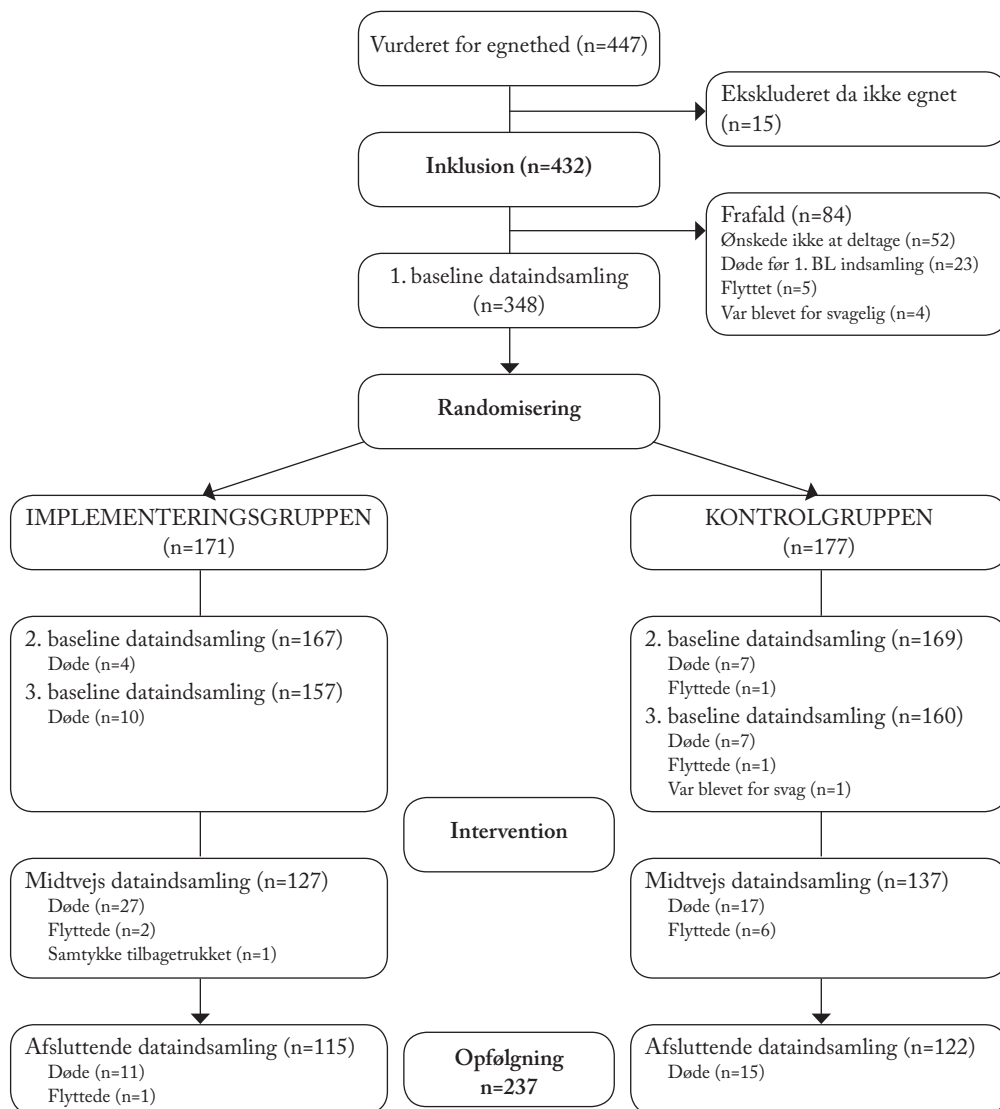 Vurderet for egnethed (n=447)
Ekskluderet da ikke egnet
(n=15)
Inklusion (n=432)
Frafald (n=84)
Ønskede ikke at deltage (n=52)
Døde før 1. BL indsamling (n=23)
Flyttet (n=5)
Var blevet for svagelig (n=4)
1. baseline dataindsamling
(n=348)
Randomisering
IMPLEMENTERINGSGRUPPEN
(n=171)
KONTROLGRUPPEN
(n=177)
2. baseline dataindsamling (n=167)
Døde (n=4)
3. baseline dataindsamling (n=157)
Døde (n=10)
2. baseline dataindsamling (n=169)
Døde (n=7)
Flyttede (n=1)
3. baseline dataindsamling (n=160)
Døde (n=7)
Flyttede (n=1)
Var blevet for svag (n=1)
Intervention
Midtvejs dataindsamling (n=127)
Døde (n=27)
Flyttede (n=2)
Samtykke tilbagetrukket (n=1)
Midtvejs dataindsamling (n=137)
Døde (n=17)
Flyttede (n=6)
Afsluttende dataindsamling (n=115)
Døde (n=11)
Flyttede (n=1)
Opfølgning
n=237
Afsluttende dataindsamling (n=122)
Døde (n=15)